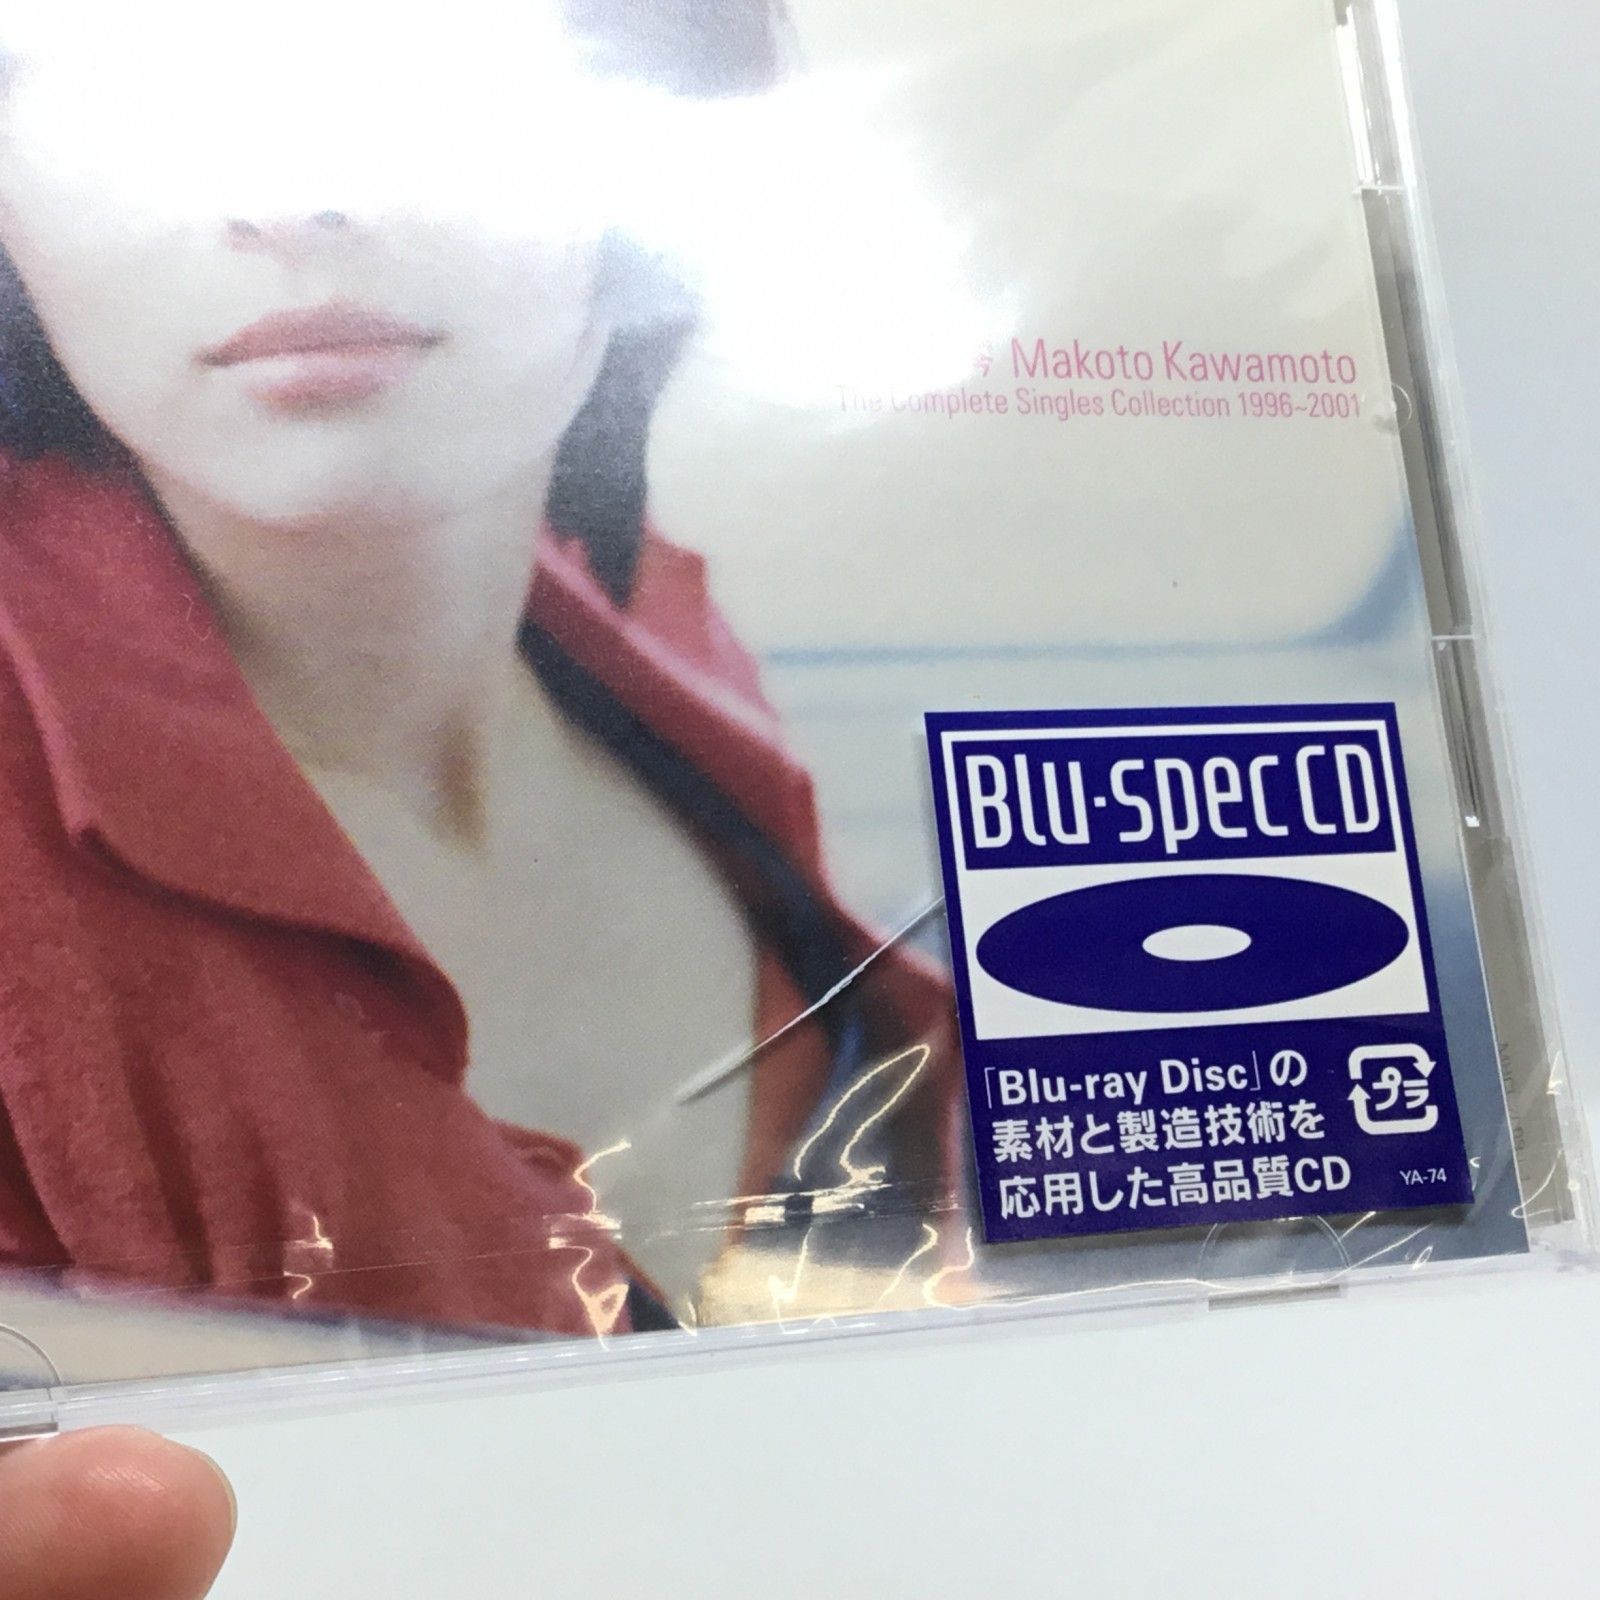 Makoto Kawamoto
The Complete Singles Collection 1996~2001
Blu-spec CD
「Blu-ray Disc」の
素材と製造技術を
応用した高品質CD
プラ
YA-74